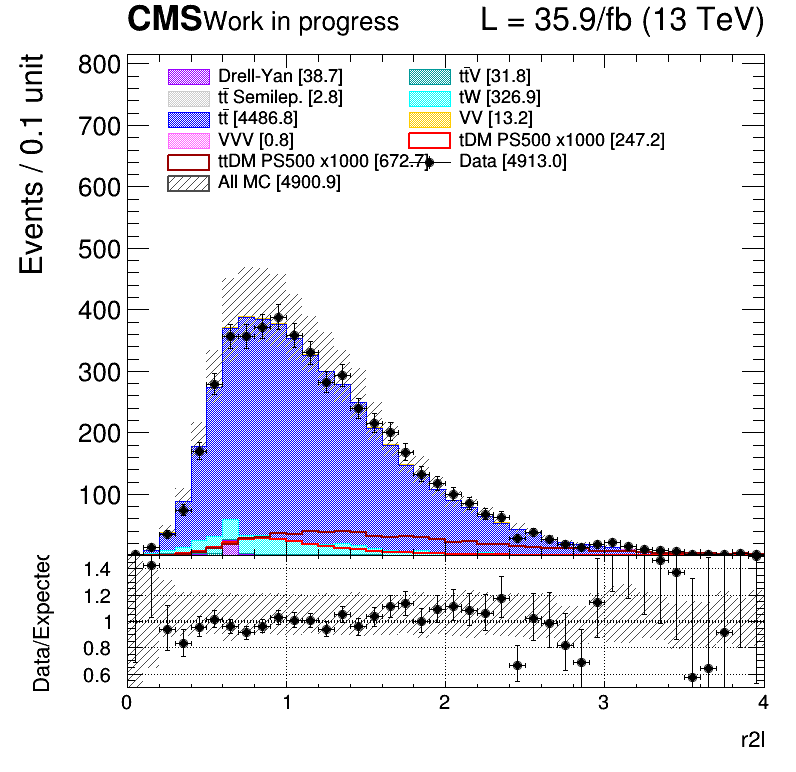 CMS Work in progress L = 35.9/fb (13 TeV)
Events / 0.1 unit
800
700
600
500
400
300
200
100
Drell-Yan [38.7] tt̄V [31.8]
tt̄ Semilep. [2.8] tW [326.9]
tt̄ [4486.8] VV [13.2]
VVV [0.8] tDM PS500 x1000 [247.2]
ttDM PS500 x1000 [672.7] Data [4913.0]
All MC [4900.9]
Data/Expected
1.4
1.2
1
0.8
0.6
0 1 2 3 4
r2l